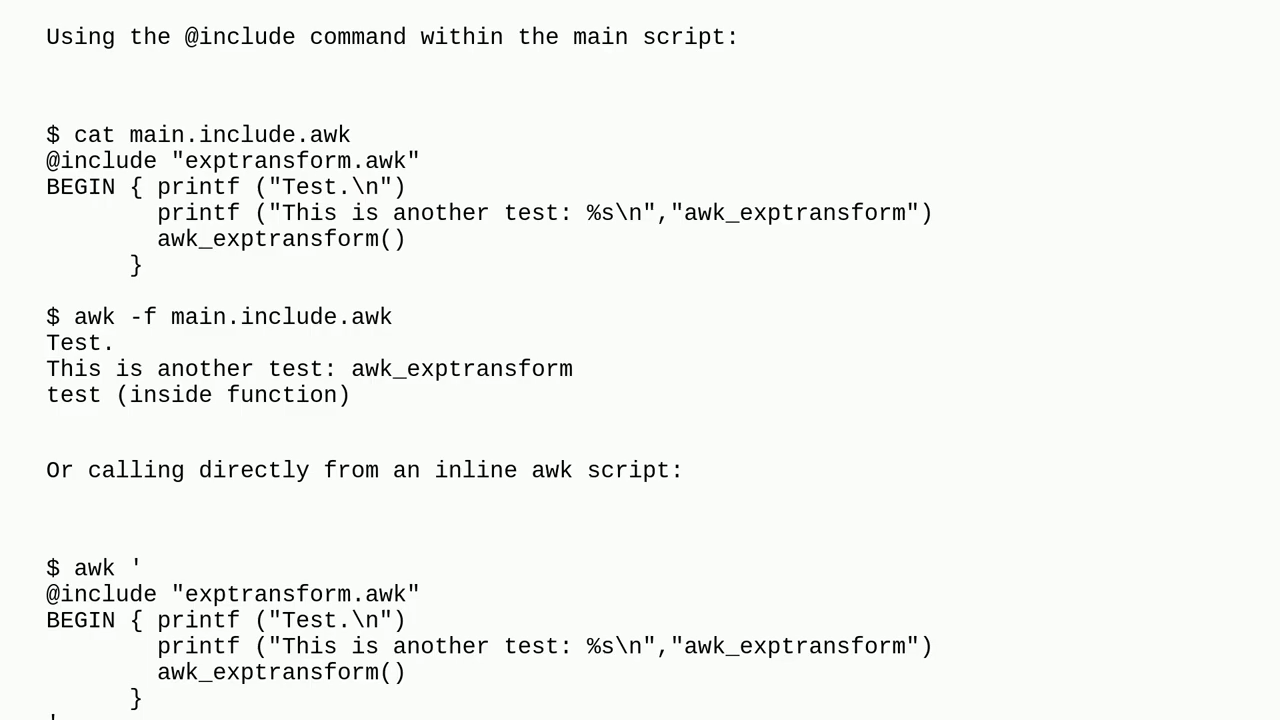 Using the @include command within the main script:
$ cat main.include.awk
@include "exptransform.awk"
BEGIN { printf ("Test.\n")
        printf ("This is another test: %s\n","awk_exptransform")
        awk_exptransform()
      }
$ awk -f main.include.awk
Test.
This is another test: awk_exptransform
test (inside function)
Or calling directly from an inline awk script:
$ awk '
@include "exptransform.awk"
BEGIN { printf ("Test.\n")
        printf ("This is another test: %s\n","awk_exptransform")
        awk_exptransform()
      }
'